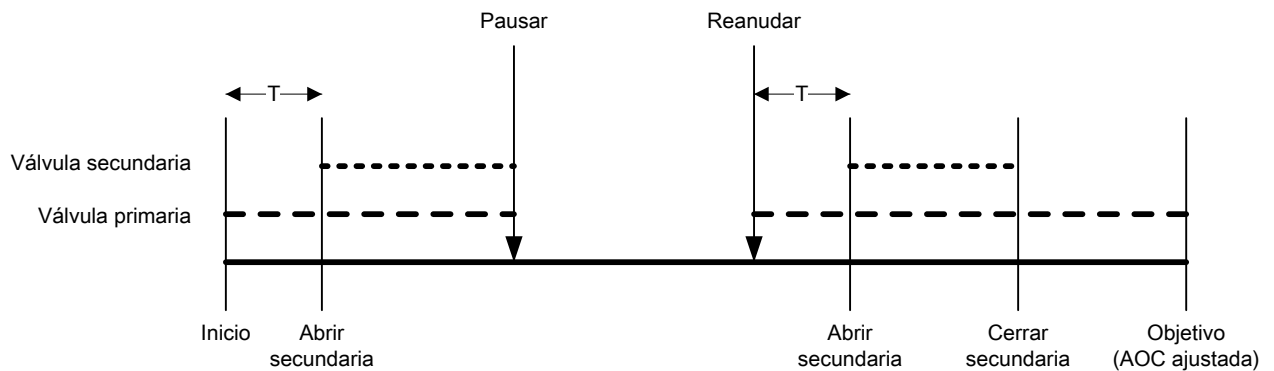 Pausar
Reanudar
T
T
Válvula secundaria
Válvula primaria
Inicio
Abrir
secundaria
Abrir
secundaria
Cerrar
secundaria
Objetivo
(AOC ajustada)